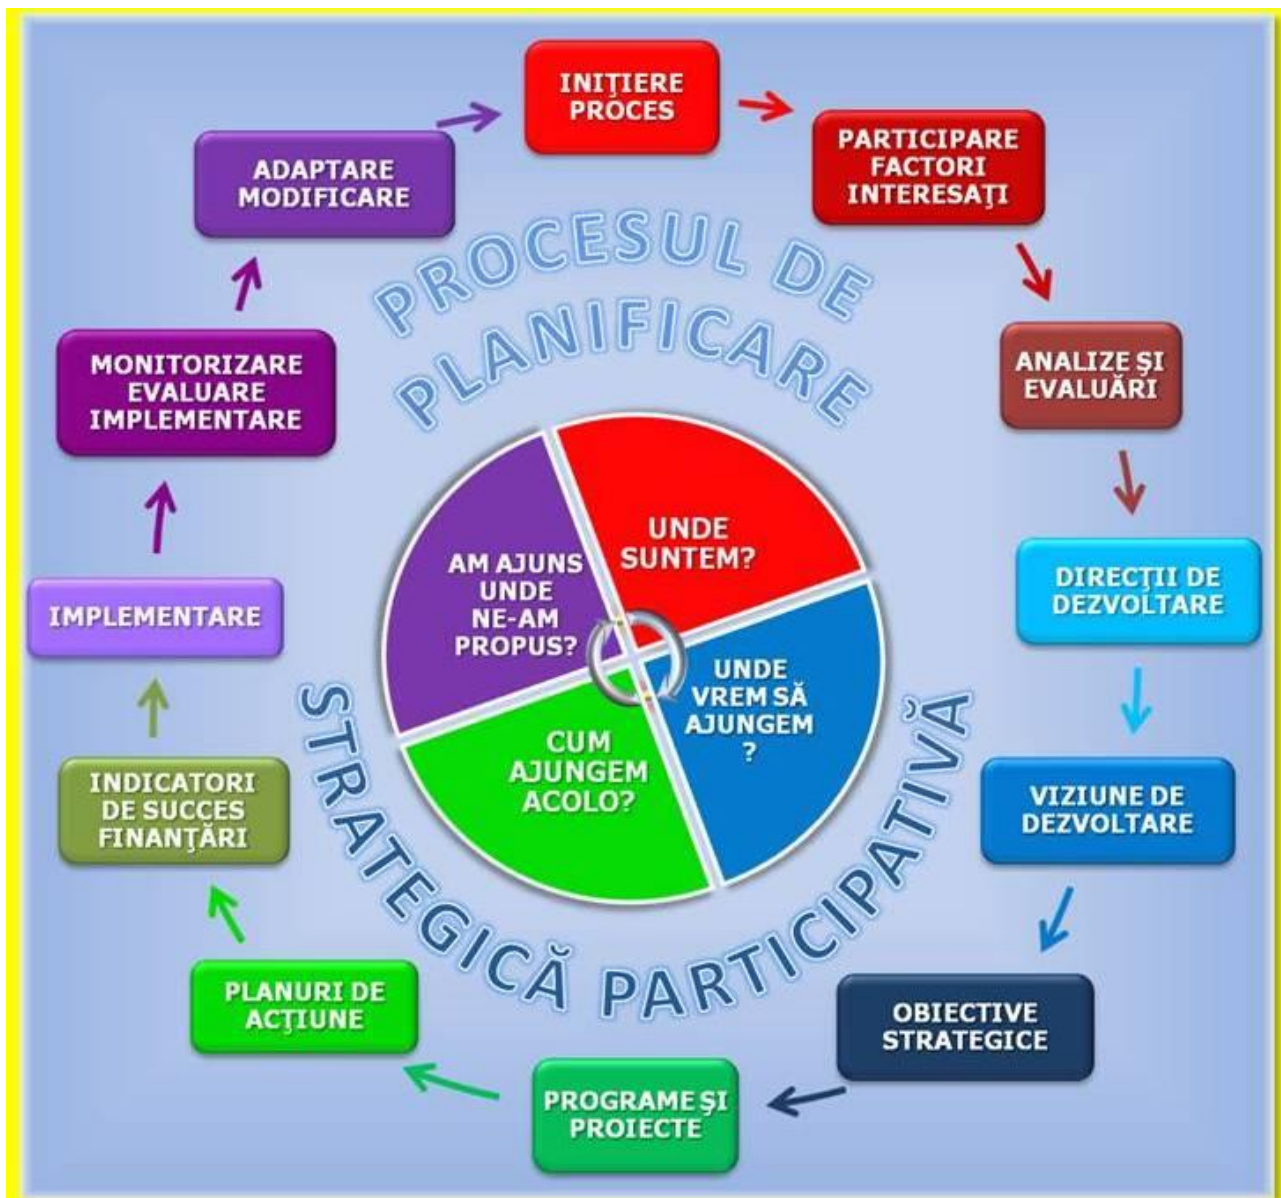 INIŢIERE
PROCES
PARTICIPARE
FACTORI
INTERESAŢI
ANALIZE ŞI
EVALUĂRI
DIRECŢII DE
DEZVOLTARE
VIZIUNE DE
DEZVOLTARE
OBIECTIVE
STRATEGICE
PROGRAME ŞI
PROIECTE
PLANURI DE
ACŢIUNE
INDICATORI
DE SUCCES
FINANŢĂRI
IMPLEMENTARE
MONITORIZARE
EVALUARE
IMPLEMENTARE
ADAPTARE
MODIFICARE
PROCESUL DE
PLANIFICARE
STRATEGICĂ PARTICIPATIVĂ
UNDE
SUNTEM?
UNDE
VREM SĂ
AJUNGEM
?
CUM
AJUNGEM
ACOLO?
AM AJUNS
UNDE
NE-AM
PROPUS?